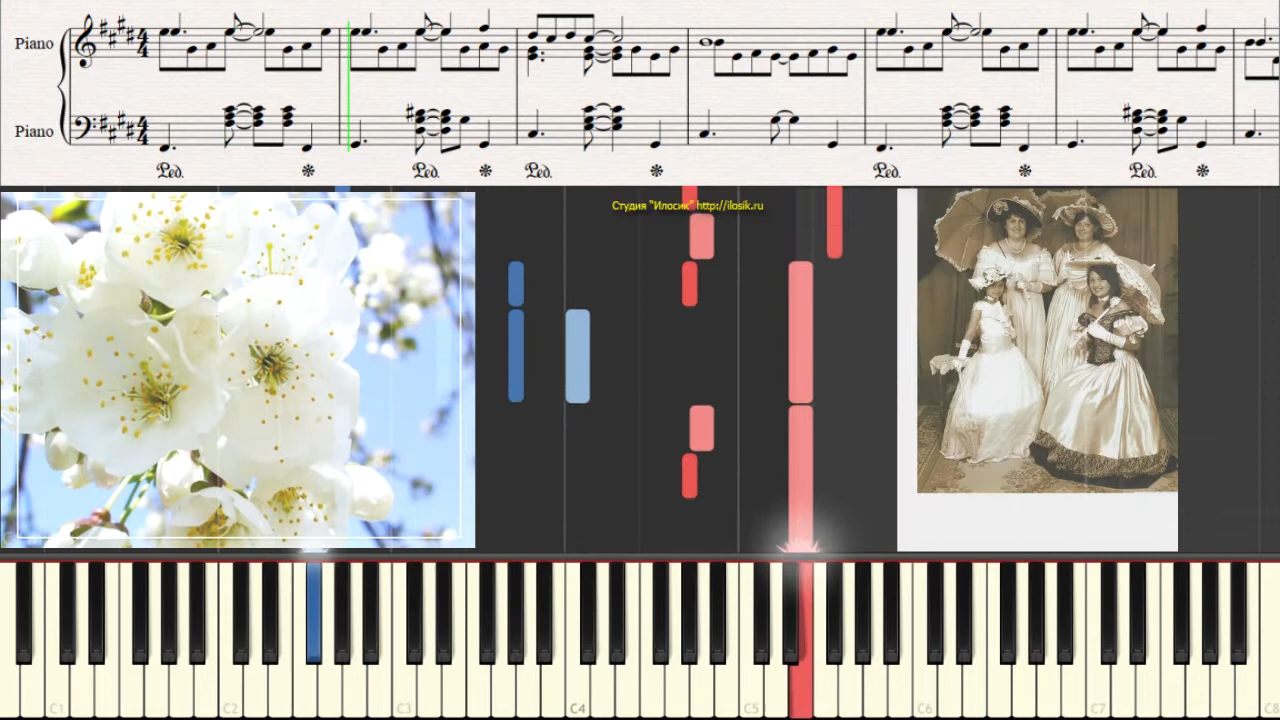 Piano
Piano
Ped.
Ped.
Ped.
Ped.
Ped.
Студия "Илосик" http://ilosik.ru
C1
C2
C3
C4
C5
C6
C7
C8